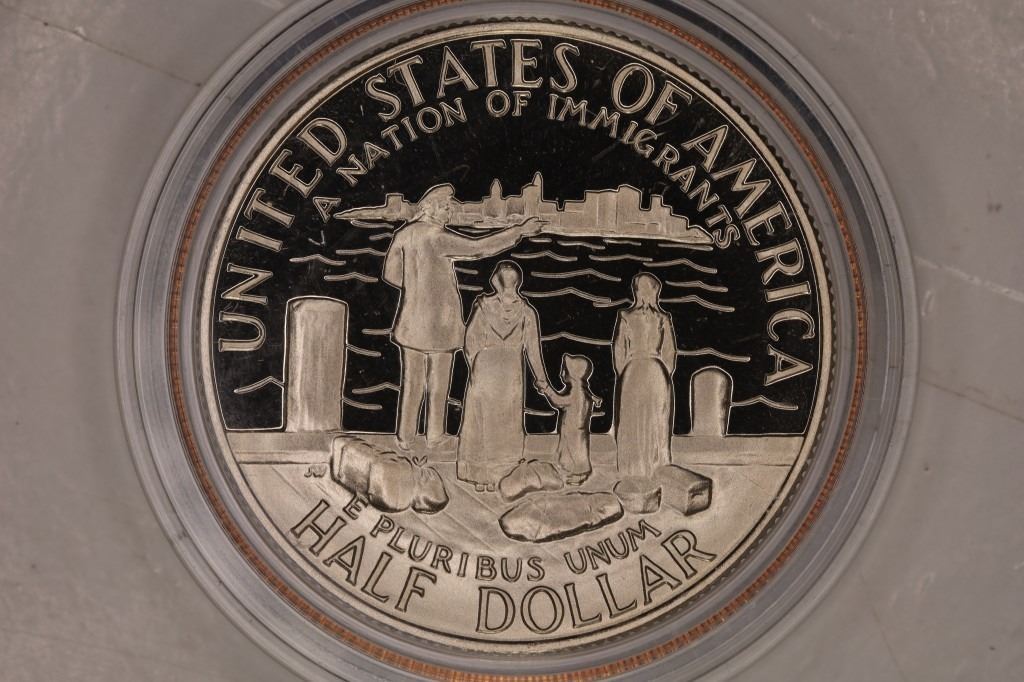 UNITED STATES OF AMERICA
A NATION OF IMMIGRANTS
E PLURIBUS UNUM
HALF DOLLAR